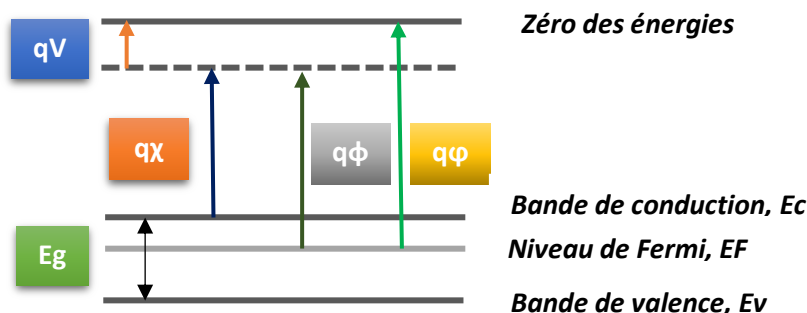 Zéro des énergies
qV
qχ
qϕ
qφ
Bande de conduction, Ec
Niveau de Fermi, EF
Eg
Bande de valence, Ev